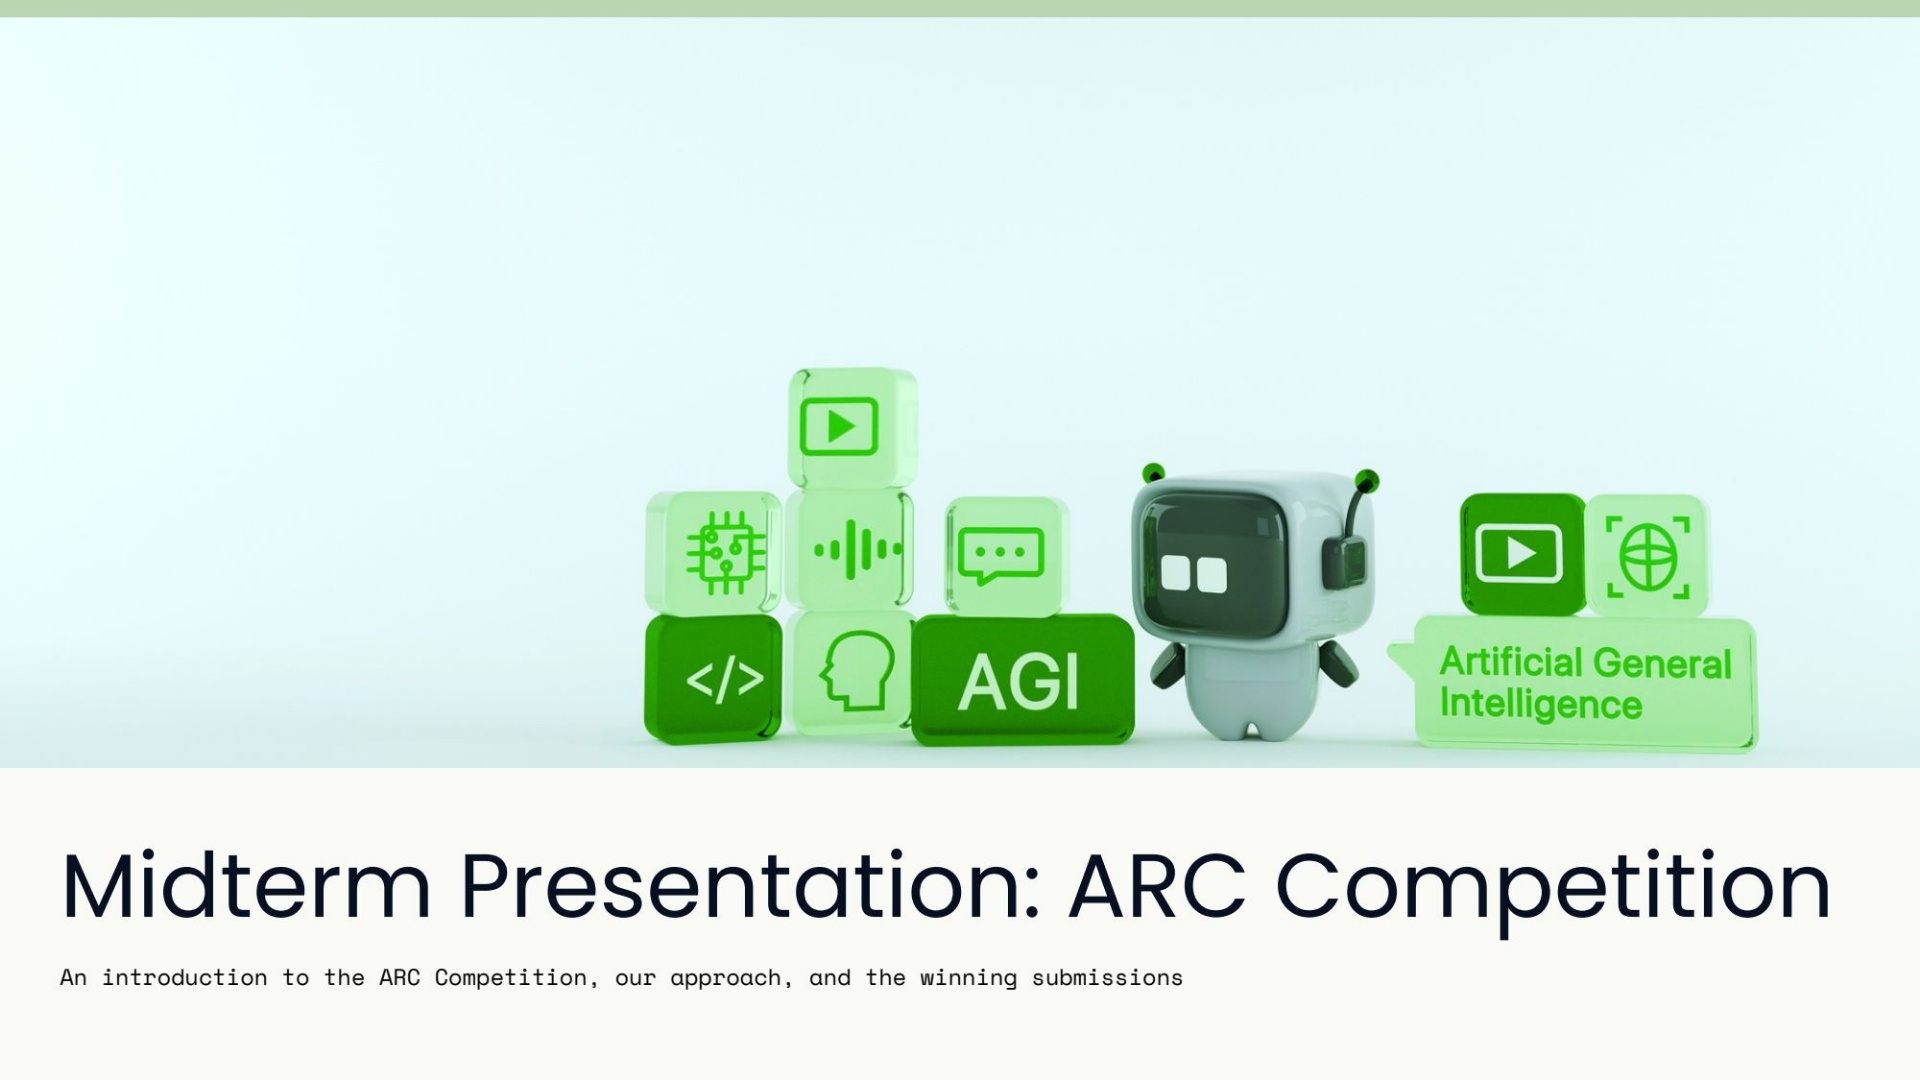 </>
AGI
Artificial General
Intelligence
Midterm Presentation: ARC Competition
An introduction to the ARC Competition, our approach, and the winning submissions